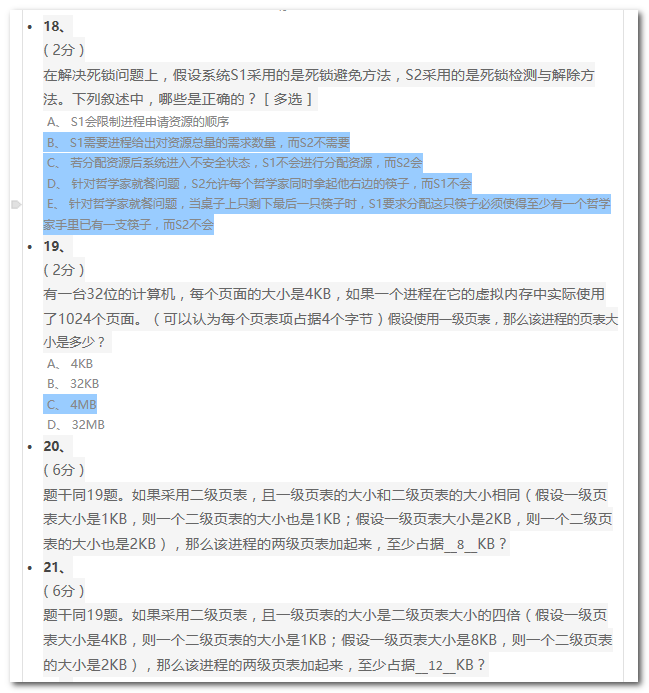 18、
（2分）
在解决死锁问题上，假设系统S1采用的是死锁避免方法，S2采用的是死锁检测与解除方
法。下列叙述中，哪些是正确的？[ 多选 ]
A、 S1会限制进程申请资源的顺序
B、 S1需要进程给出对资源总量的需求数量，而S2不需要
C、 若分配资源后系统进入不安全状态，S1不会进行分配资源，而S2会
D、 针对哲学家就餐问题，S2允许每个哲学家同时拿起他右边的筷子，而S1不会
E、 针对哲学家就餐问题，当桌子上只剩下最后一只筷子时，S1要求分配这只筷子必须使得至少有一个哲学
家手里已有一支筷子，而S2不会
19、
（2分）
有一台32位的计算机，每个页面的大小是4KB，如果一个进程在它的虚拟内存中实际使用
了1024个页面。（可以认为每个页表项占据4个字节）假设使用一级页表，那么该进程的页表大
小是多少？
A、 4KB
B、 32KB
C、 4MB
D、 32MB
20、
（6分）
题干同19题。如果采用二级页表，且一级页表的大小和二级页表的大小相同（假设一级页
表大小是1KB，则一个二级页表的大小也是1KB；假设一级页表大小是2KB，则一个二级页
表的大小也是2KB），那么该进程的两级页表加起来，至少占据__8__KB？
21、
（6分）
题干同19题。如果采用二级页表，且一级页表的大小是二级页表大小的四倍（假设一级页
表大小是4KB，则一个二级页表的大小是1KB；假设一级页表大小是8KB，则一个二级页表
的大小是2KB），那么该进程的两级页表加起来，至少占据__12__KB？